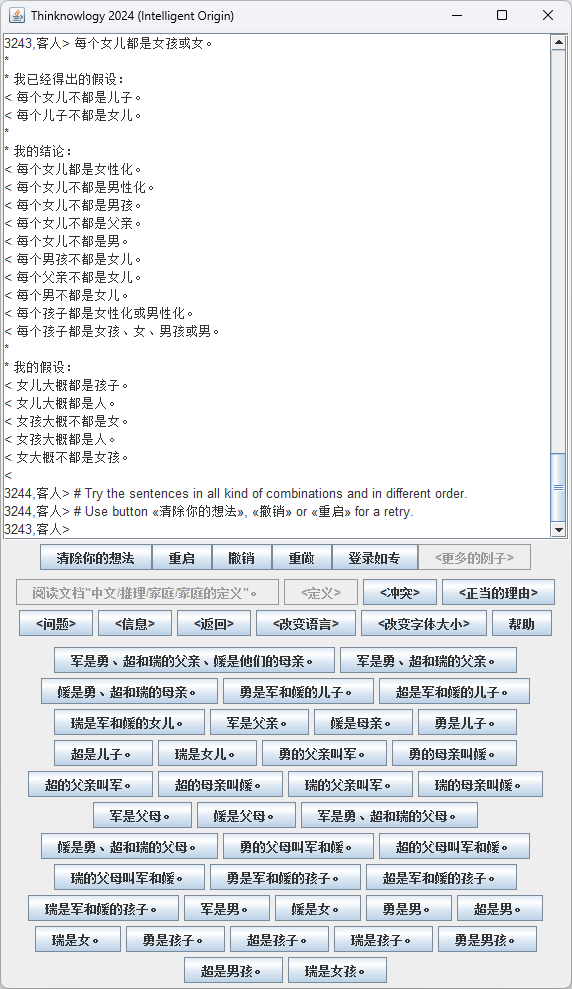 Thinknowlogy 2024 (Intelligent Origin)
3243,客人> 每个女儿都是女孩或女。
*
* 我已经得出的假设：
< 每个女儿不都是儿子。
< 每个儿子不都是女儿。
*
* 我的结论：
< 每个女儿都是女性化。
< 每个女儿不都是男性化。
< 每个女儿不都是男孩。
< 每个女儿不都是父亲。
< 每个女儿不都是男。
< 每个男孩不都是女儿。
< 每个父亲不都是女儿。
< 每个男不都是女儿。
< 每个孩子都是女性化或男性化。
< 每个孩子都是女孩、女、男孩或男。
*
* 我的假设：
< 女儿大概都是孩子。
< 女儿大概都是人。
< 女孩大概不都是女。
< 女孩大概都是人。
< 女大概不都是女孩。
<
3244,客人> # Try the sentences in all kind of combinations and in different order.
3244,客人> # Use button «清除你的想法», «撤销» or «重启» for a retry.
3243,客人>
清除你的想法 重启 撤销 重做 登录如专 <更多的例子>
阅读文档"中文/推理/家庭/家庭的定义"。 <定义> <冲突> <正当的理由>
<问题> <信息> <返回> <改变语言> <改变字体大小> 帮助
军是勇、超和瑞的父亲、媛是他们的母亲。 军是勇、超和瑞的父亲。
媛是勇、超和瑞的母亲。 勇是军和媛的儿子。 超是军和媛的儿子。
瑞是军和媛的女儿。 军是父亲。 媛是母亲。 勇是儿子。
超是儿子。 瑞是女儿。 勇的父亲叫军。 勇的母亲叫媛。
超的父亲叫军。 超的母亲叫媛。 瑞的父亲叫军。 瑞的母亲叫媛。
军是父母。 媛是父母。 军是勇、超和瑞的父母。
媛是勇、超和瑞的父母。 勇的父母叫军和媛。 超的父母叫军和媛。
瑞的父母叫军和媛。 勇是军和媛的孩子。 超是军和媛的孩子。
瑞是军和媛的孩子。 军是男。 媛是女。 勇是男。 超是男。
瑞是女。 勇是孩子。 超是孩子。 瑞是孩子。 勇是男孩。
超是男孩。 瑞是女孩。